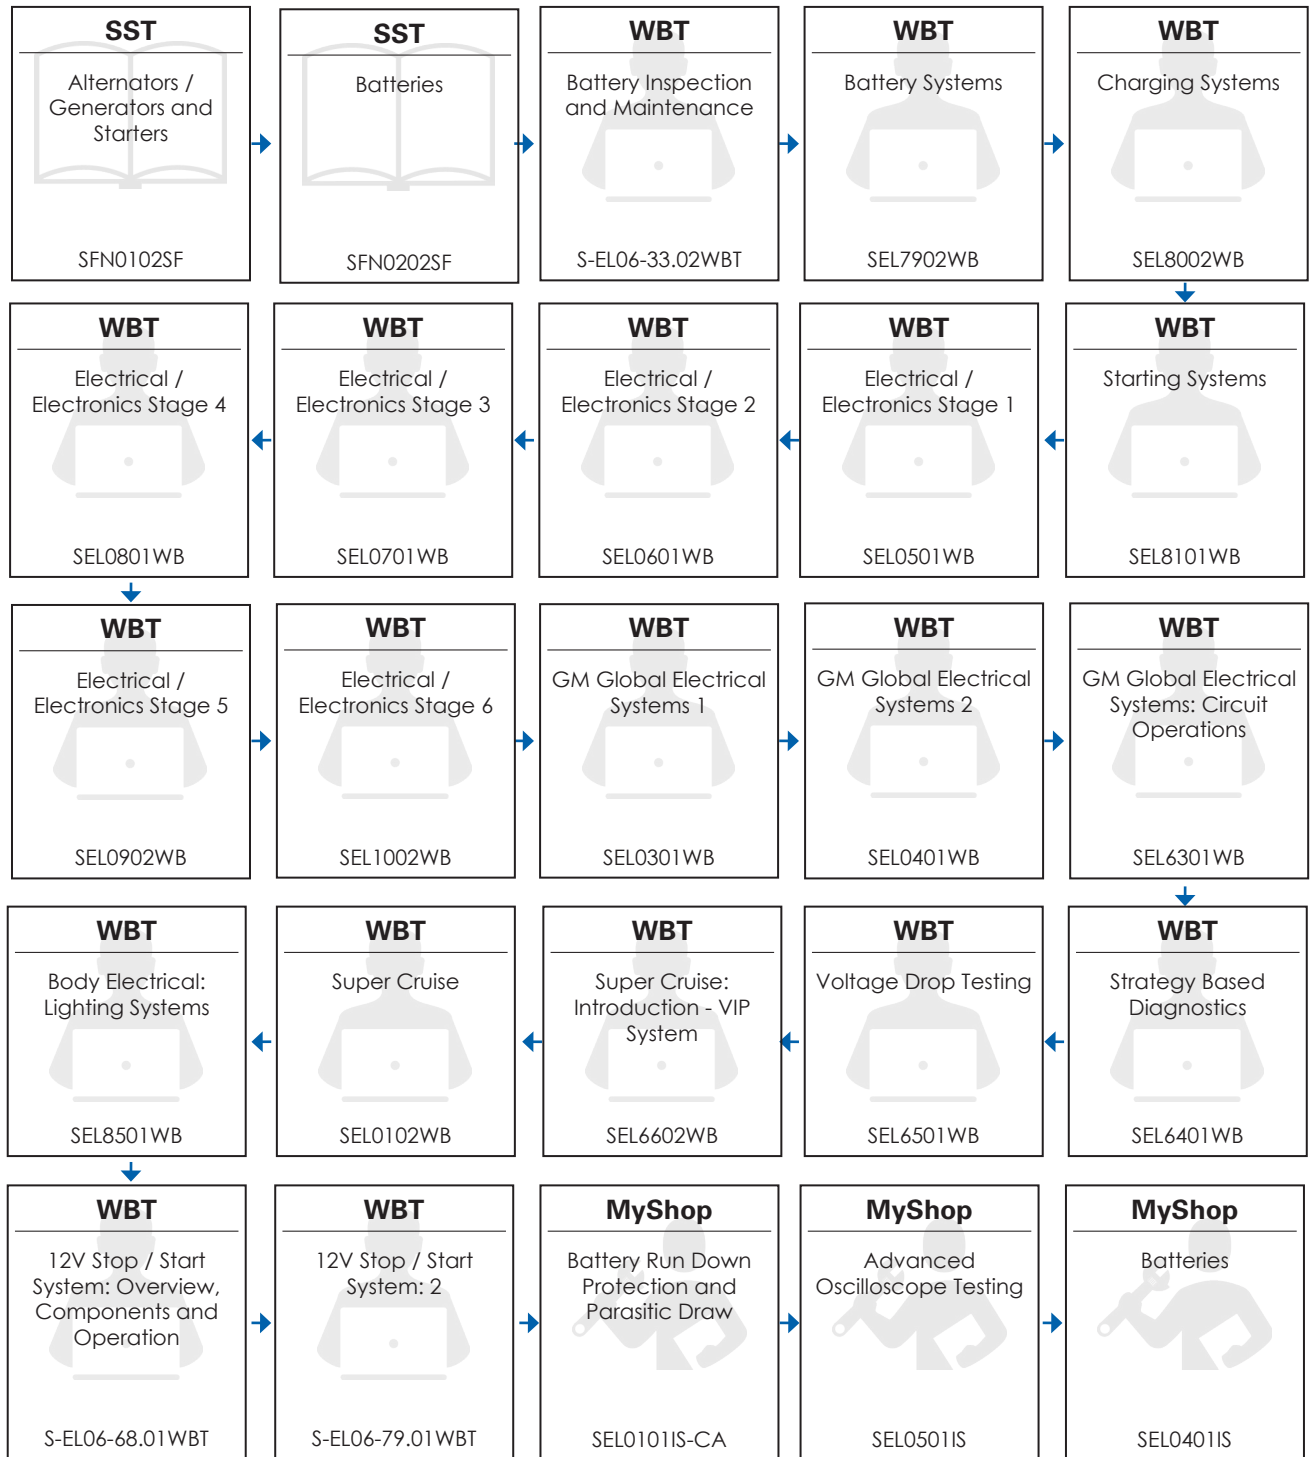 SST
Alternators /
Generators and
Starters
SFN0102SF
SST
Batteries
SFN0202SF
WBT
Battery Inspection
and Maintenance
S-EL06-33.02WBT
WBT
Battery Systems
SEL7902WB
WBT
Charging Systems
SEL8002WB
WBT
Starting Systems
SEL8101WB
WBT
Electrical /
Electronics Stage 1
SEL0501WB
WBT
Electrical /
Electronics Stage 2
SEL0601WB
WBT
Electrical /
Electronics Stage 3
SEL0701WB
WBT
Electrical /
Electronics Stage 4
SEL0801WB
WBT
Electrical /
Electronics Stage 5
SEL0902WB
WBT
Electrical /
Electronics Stage 6
SEL1002WB
WBT
GM Global Electrical
Systems 1
SEL0301WB
WBT
GM Global Electrical
Systems 2
SEL0401WB
WBT
GM Global Electrical
Systems: Circuit
Operations
SEL6301WB
WBT
Strategy Based
Diagnostics
SEL6401WB
WBT
Voltage Drop Testing
SEL6501WB
WBT
Super Cruise:
Introduction - VIP
System
SEL6602WB
WBT
Super Cruise
SEL0102WB
WBT
Body Electrical:
Lighting Systems
SEL8501WB
WBT
12V Stop / Start
System: Overview,
Components and
Operation
S-EL06-68.01WBT
WBT
12V Stop / Start
System: 2
S-EL06-79.01WBT
MyShop
Battery Run Down
Protection and
Parasitic Draw
SEL0101IS-CA
MyShop
Advanced
Oscilloscope Testing
SEL0501IS
MyShop
Batteries
SEL0401IS